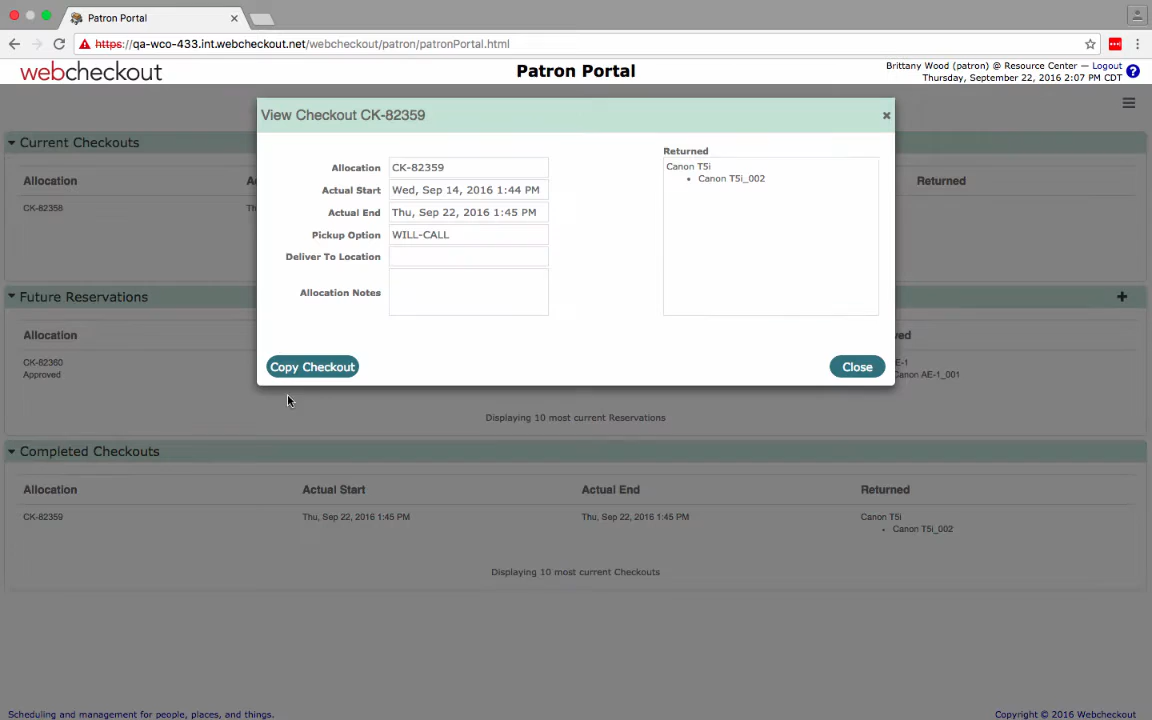 Patron Portal
https://qa-wco-433.int.webcheckout.net/webcheckout/patron/patronPortal.html
webcheckout
Patron Portal
Brittany Wood (patron) @ Resource Center — Logout
Thursday, September 22, 2016 2:07 PM CDT
?
View Checkout CK-82359
×
Allocation CK-82359
Actual Start Wed, Sep 14, 2016 1:44 PM
Actual End Thu, Sep 22, 2016 1:45 PM
Pickup Option WILL-CALL
Deliver To Location
Allocation Notes
Returned
Canon T5i
• Canon T5i_002
Copy Checkout
Close
Current Checkouts
Allocation
Returned
CK-82358
Future Reservations
+
Allocation
CK-82360
Approved
AE-1
Canon AE-1_001
Displaying 10 most current Reservations
Completed Checkouts
Allocation Actual Start Actual End Returned
CK-82359 Thu, Sep 22, 2016 1:45 PM Thu, Sep 22, 2016 1:45 PM Canon T5i
• Canon T5i_002
Displaying 10 most current Checkouts
Scheduling and management for people, places, and things.
Copyright © 2016 Webcheckout